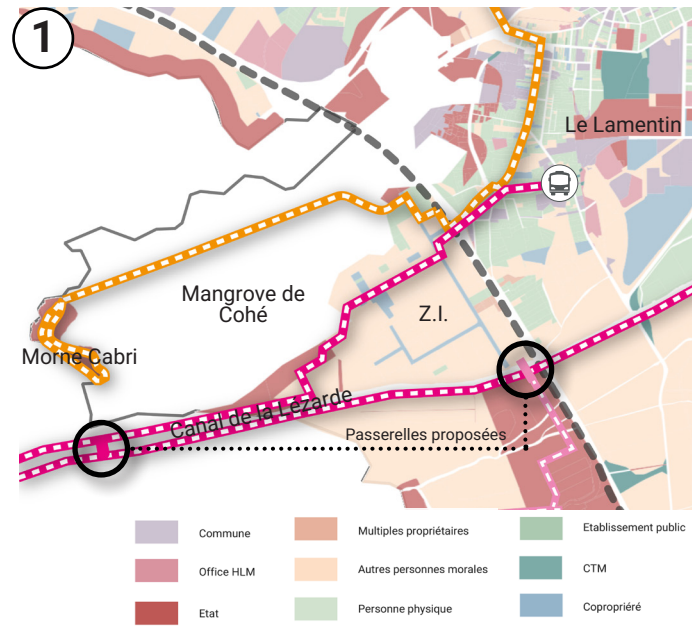 1
Le Lamentin
Mangrove de
Cohé
Z.I.
Morne Cabri
Canal de la Lézarde
Passerelles proposées
Commune
Multiples propriétaires
Etablissement public
Office HLM
Autres personnes morales
CTM
Etat
Personne physique
Copropriéré